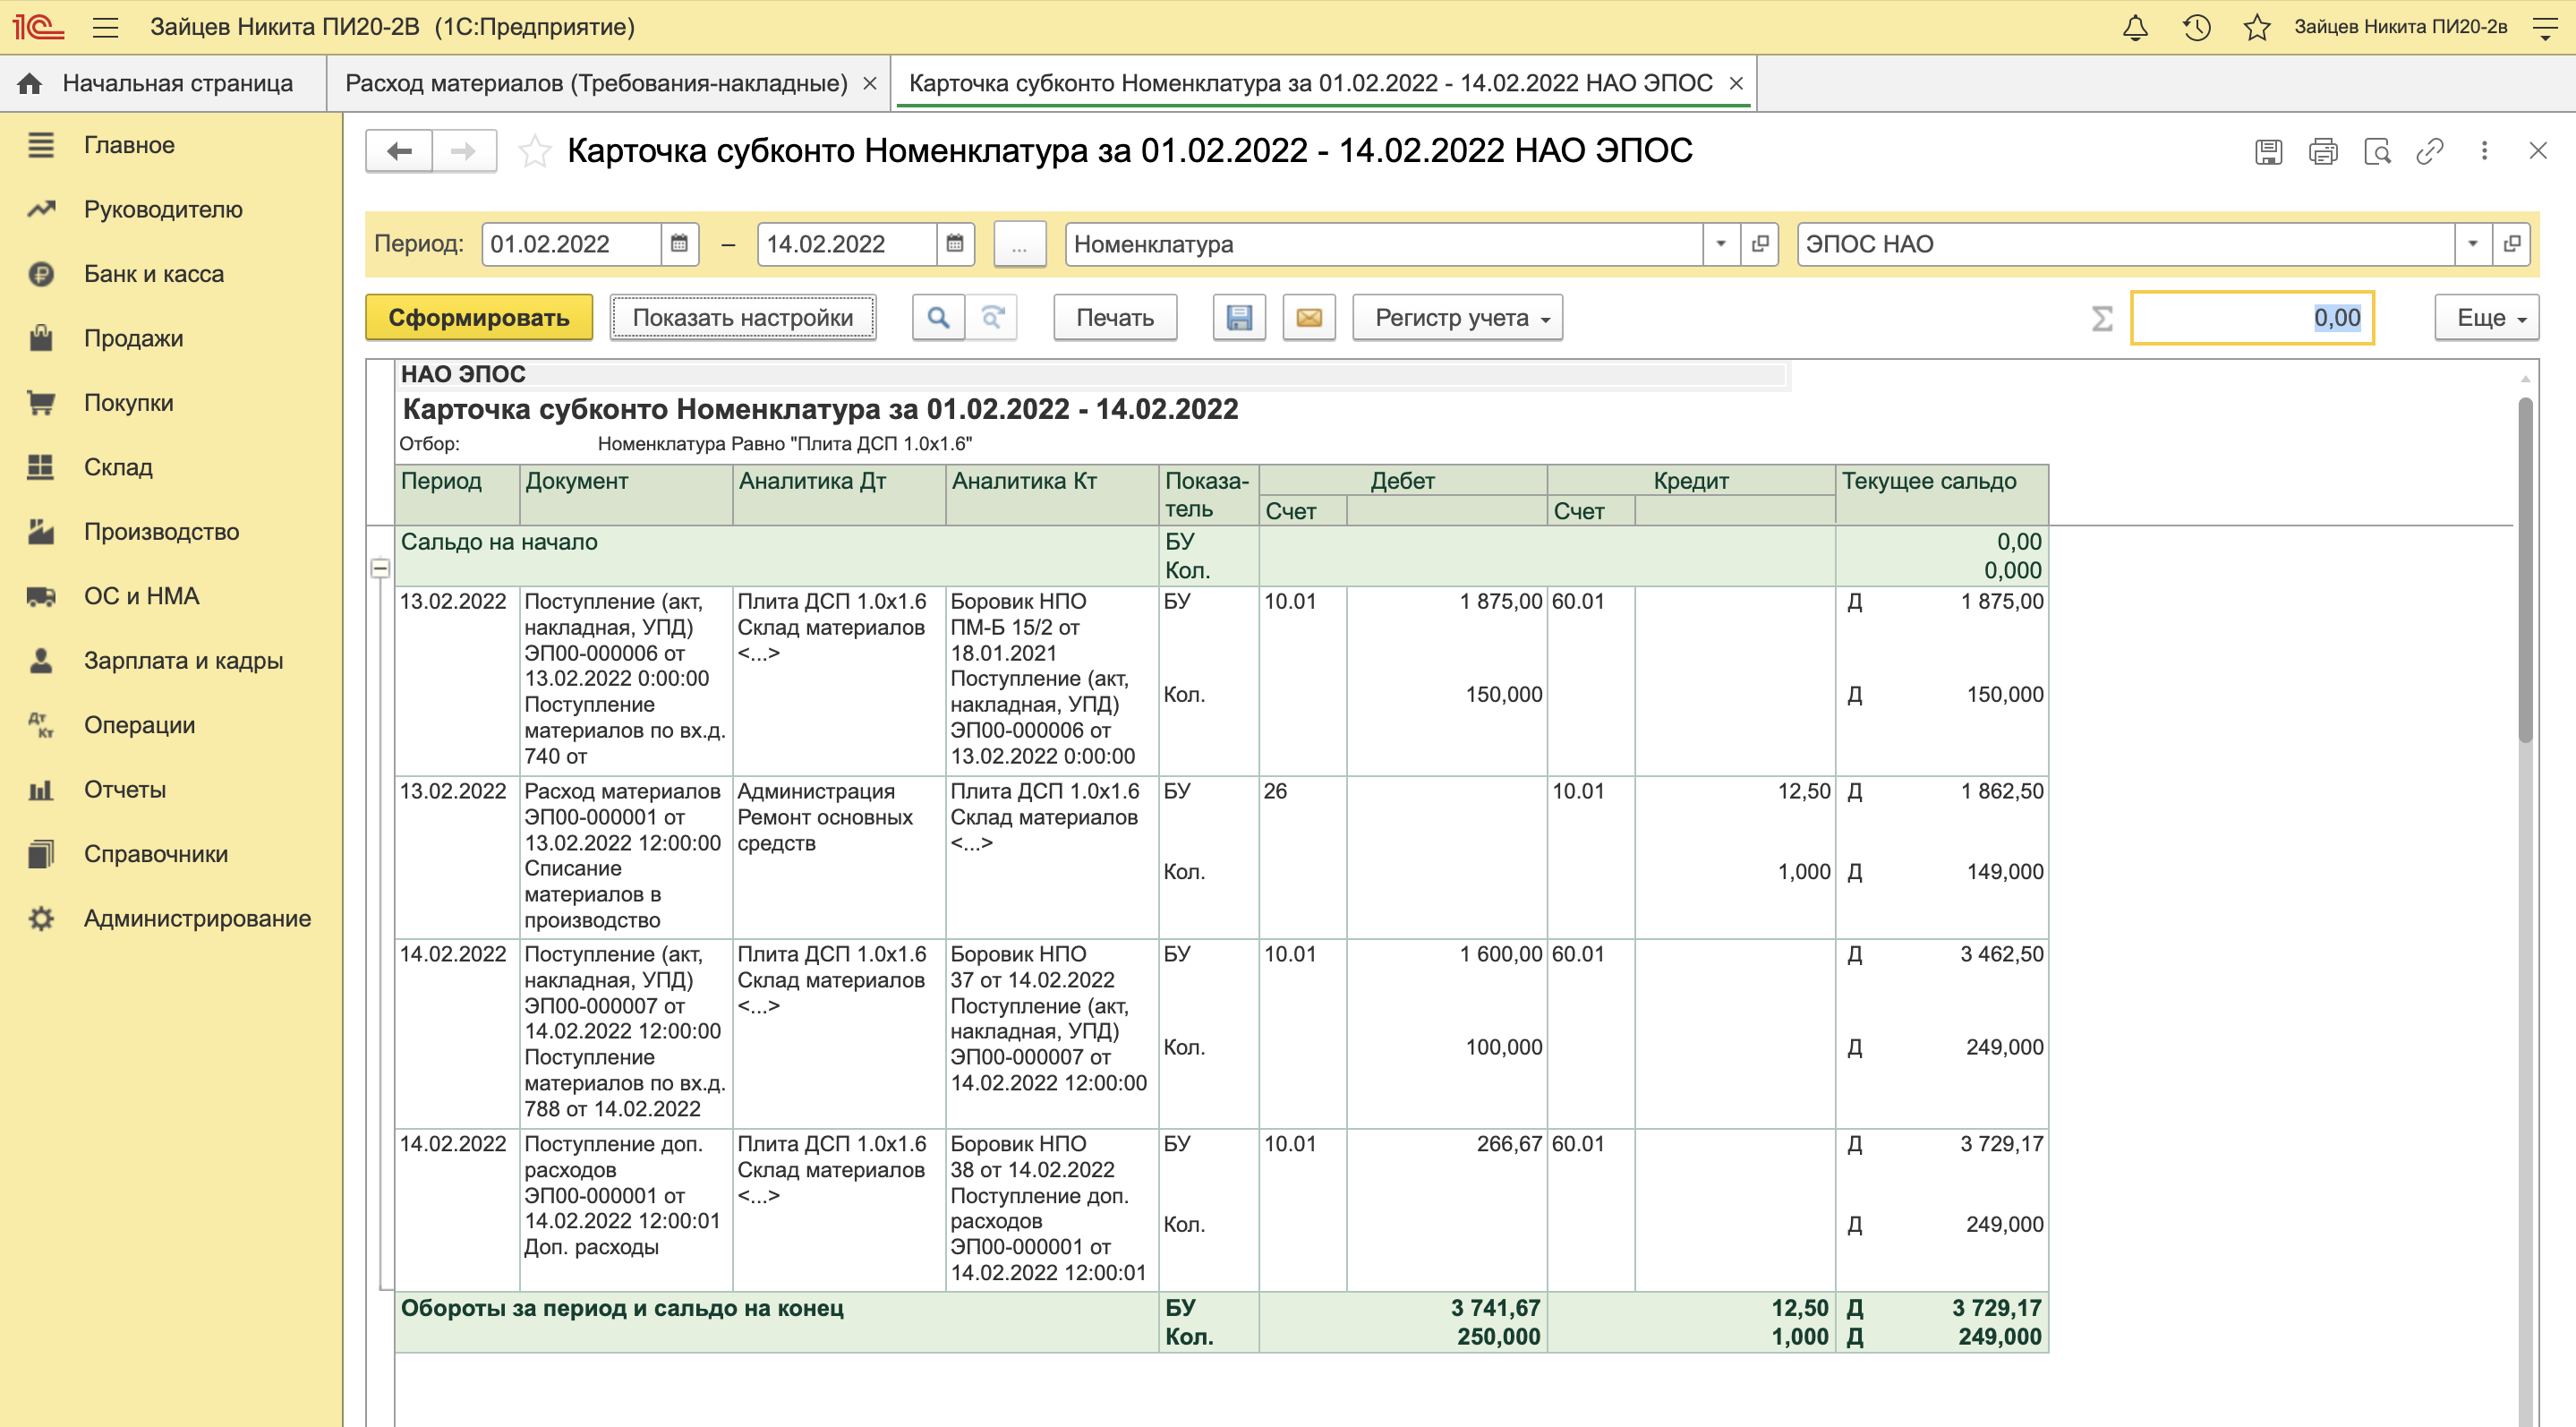 1С Зайцев Никита ПИ20-2В (1С:Предприятие) Зайцев Никита ПИ20-2в
Начальная страница Расход материалов (Требования-накладные) × Карточка субконто Номенклатура за 01.02.2022 - 14.02.2022 НАО ЭПОС ×
Главное
Руководителю
Банк и касса
Продажи
Покупки
Склад
Производство
ОС и НМА
Зарплата и кадры
Дт Кт Операции
Отчеты
Справочники
Администрирование
Карточка субконто Номенклатура за 01.02.2022 - 14.02.2022 НАО ЭПОС
Период: 01.02.2022 – 14.02.2022 ... Номенклатура ЭПОС НАО
Сформировать Показать настройки Печать Регистр учета Σ 0,00 Еще
НАО ЭПОС
Карточка субконто Номенклатура за 01.02.2022 - 14.02.2022
Отбор: Номенклатура Равно "Плита ДСП 1.0х1.6"
Период Документ Аналитика Дт Аналитика Кт Показа- Дебет Кредит Текущее сальдо
тель Счет Счет
Сальдо на начало БУ 0,00
Кол. 0,000
13.02.2022 Поступление (акт, Плита ДСП 1.0х1.6 Боровик НПО БУ 10.01 1 875,00 60.01 Д 1 875,00
накладная, УПД) Склад материалов ПМ-Б 15/2 от
ЭП00-000006 от <...> 18.01.2021
13.02.2022 0:00:00 Поступление (акт,
Кол. 150,000 Д 150,000
Поступление накладная, УПД)
материалов по вх.д. ЭП00-000006 от
740 от 13.02.2022 0:00:00
13.02.2022 Расход материалов Администрация Плита ДСП 1.0х1.6 БУ 26 10.01 12,50 Д 1 862,50
ЭП00-000001 от Ремонт основных Склад материалов
13.02.2022 12:00:00 средств <...>
Списание Кол. 1,000 Д 149,000
материалов в
производство
14.02.2022 Поступление (акт, Плита ДСП 1.0х1.6 Боровик НПО БУ 10.01 1 600,00 60.01 Д 3 462,50
накладная, УПД) Склад материалов 37 от 14.02.2022
ЭП00-000007 от <...> Поступление (акт,
14.02.2022 12:00:00 накладная, УПД)
Кол. 100,000 Д 249,000
Поступление ЭП00-000007 от
материалов по вх.д. 14.02.2022 12:00:00
788 от 14.02.2022
14.02.2022 Поступление доп. Плита ДСП 1.0х1.6 Боровик НПО БУ 10.01 266,67 60.01 Д 3 729,17
расходов Склад материалов 38 от 14.02.2022
ЭП00-000001 от <...> Поступление доп.
14.02.2022 12:00:01 расходов Кол. Д 249,000
Доп. расходы ЭП00-000001 от
14.02.2022 12:00:01
Обороты за период и сальдо на конец БУ 3 741,67 12,50 Д 3 729,17
Кол. 250,000 1,000 Д 249,000